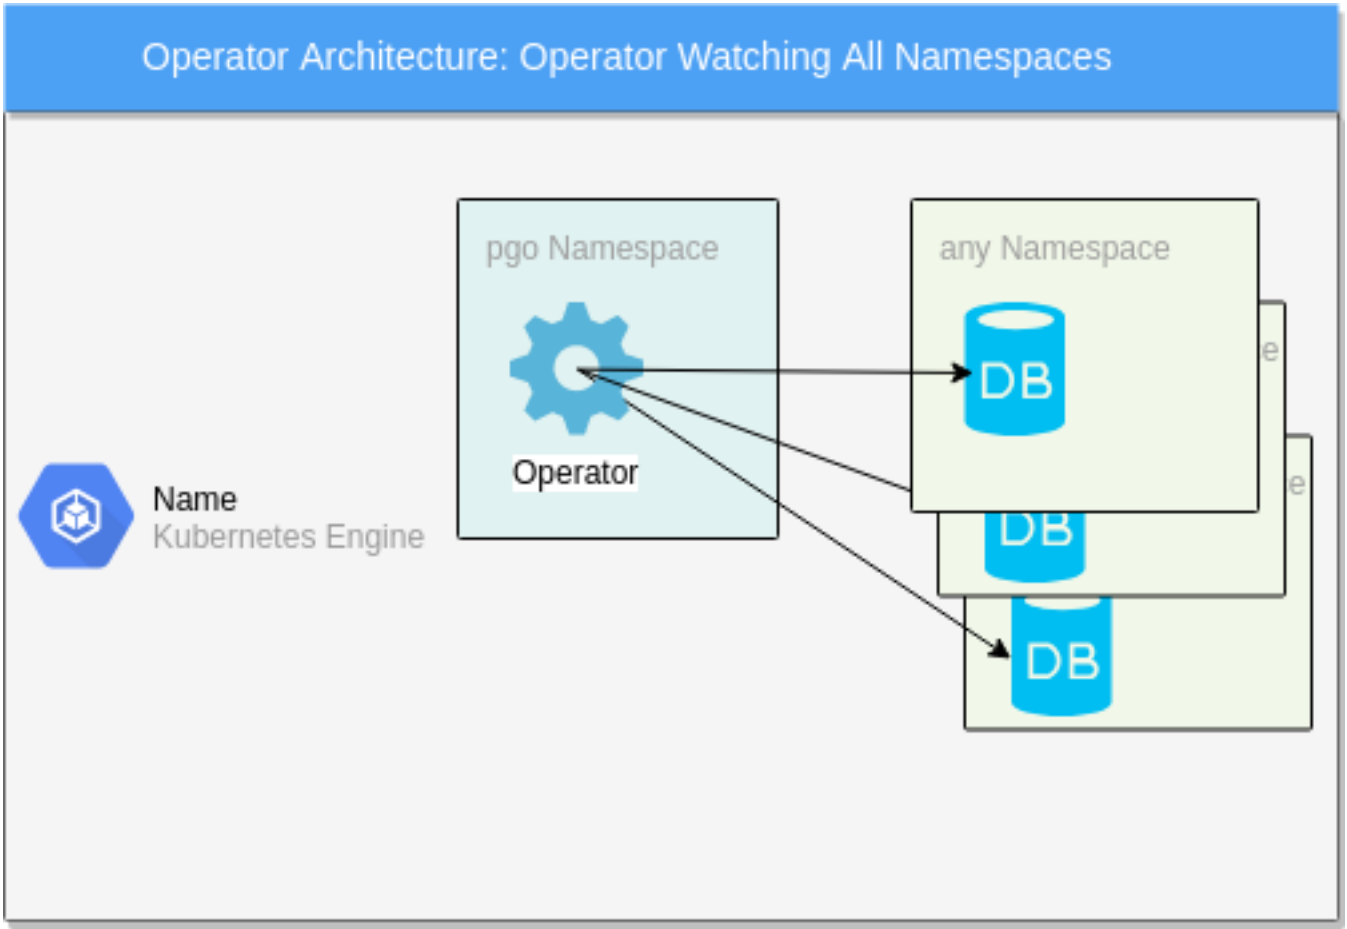 Operator Architecture: Operator Watching All Namespaces
pgo Namespace
any Namespace
Operator
Name
Kubernetes Engine
DB
DB
DB
e
e